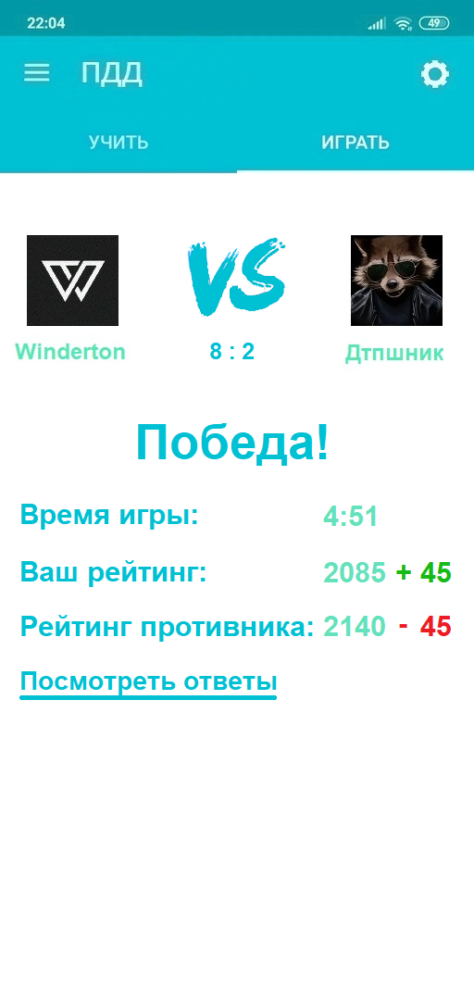 22:04 49
ПДД
УЧИТЬ ИГРАТЬ
VS
Winderton 8 : 2 Дтпшник
Победа!
Время игры: 4:51
Ваш рейтинг: 2085 + 45
Рейтинг противника: 2140 - 45
Посмотреть ответы